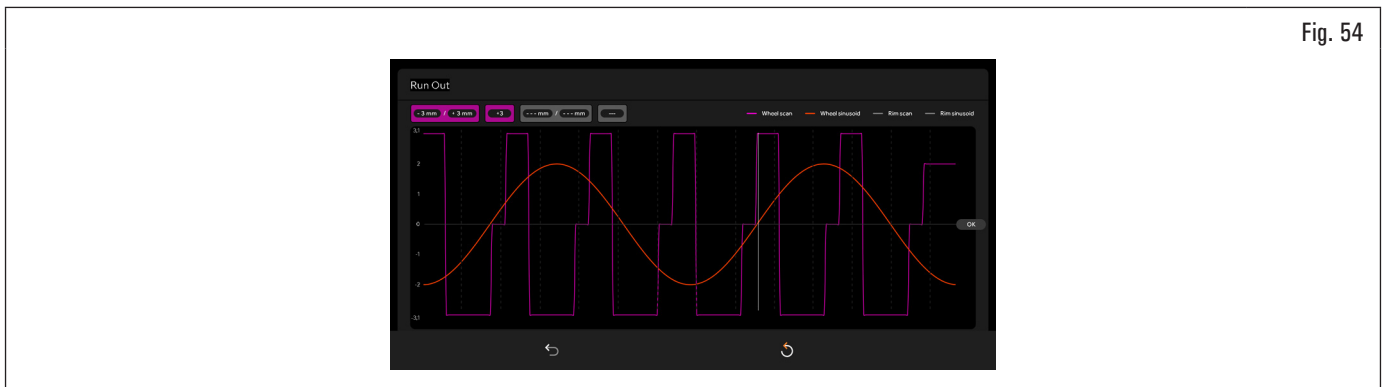 Fig. 54
Run Out
- 3 mm / + 3 mm +3 - - - mm / - - - mm --- Wheel scan Wheel sinusoid Rim scan Rim sinusoid
3,1
2
1
0
OK
-1
-2
-3,1